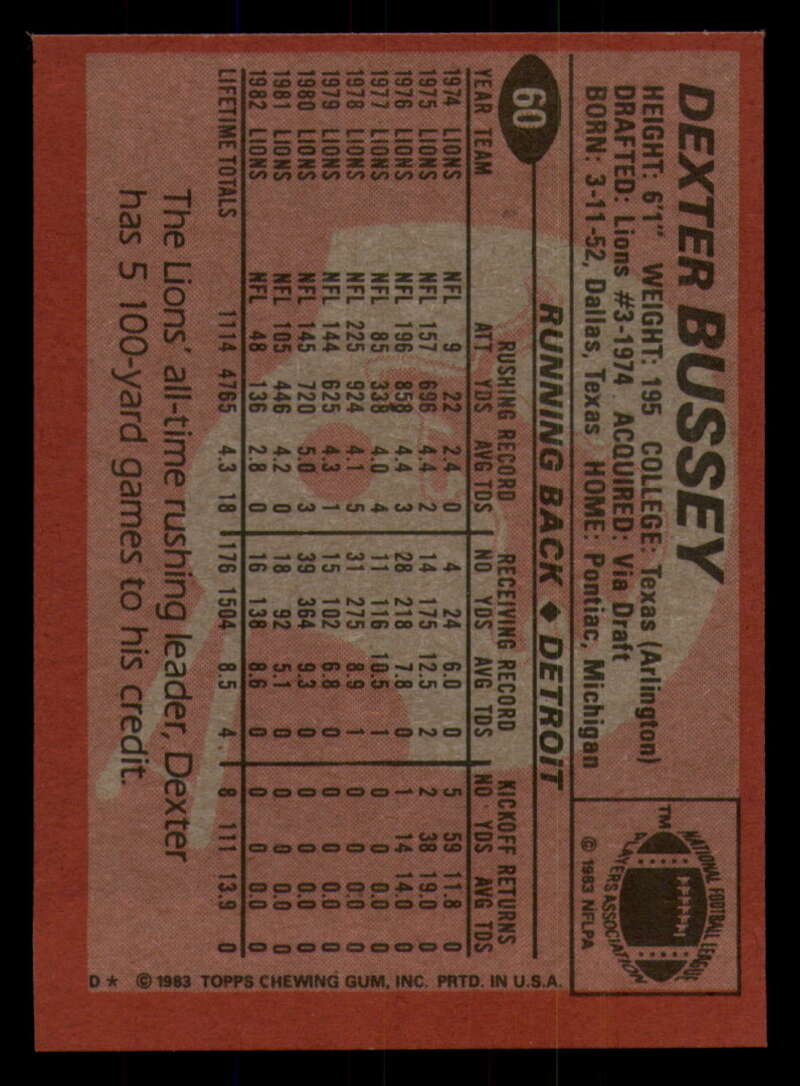 DEXTER BUSSEY
HEIGHT: 6'1" WEIGHT: 195 COLLEGE: Texas (Arlington)
DRAFTED: Lions #3-1974 ACQUIRED: Via Draft
BORN: 3-11-52, Dallas, Texas HOME: Pontiac, Michigan
NATIONAL FOOTBALL LEAGUE
PLAYERS ASSOCIATION
TM
© 1983 NFLPA
60
RUNNING BACK ◆ DETROIT
RUSHING RECORD RECEIVING RECORD KICKOFF RETURNS
YEAR TEAM ATT YDS AVG TDS NO YDS AVG TDS NO YDS AVG TDS
1974 LIONS NFL 9 22 2.4 0 4 24 6.0 0 5 59 11.8 0
1975 LIONS NFL 157 696 4.4 2 14 175 12.5 2 2 38 19.0 0
1976 LIONS NFL 196 858 4.4 3 28 218 7.8 0 1 14 14.0 0
1977 LIONS NFL 85 338 4.0 4 11 116 10.5 1 0 0 0.0 0
1978 LIONS NFL 225 924 4.1 5 31 275 8.9 1 0 0 0.0 0
1979 LIONS NFL 144 625 4.3 1 15 102 6.8 0 0 0 0.0 0
1980 LIONS NFL 145 720 5.0 3 39 364 9.3 0 0 0 0.0 0
1981 LIONS NFL 105 446 4.2 0 18 92 5.1 0 0 0 0.0 0
1982 LIONS NFL 48 136 2.8 0 16 138 8.6 0 0 0 0.0 0
LIFETIME TOTALS 1114 4765 4.3 18 176 1504 8.5 4 8 111 13.9 0
The Lions' all-time rushing leader, Dexter
has 5 100-yard games to his credit.
D * © 1983 TOPPS CHEWING GUM, INC. PRTD. IN U.S.A.